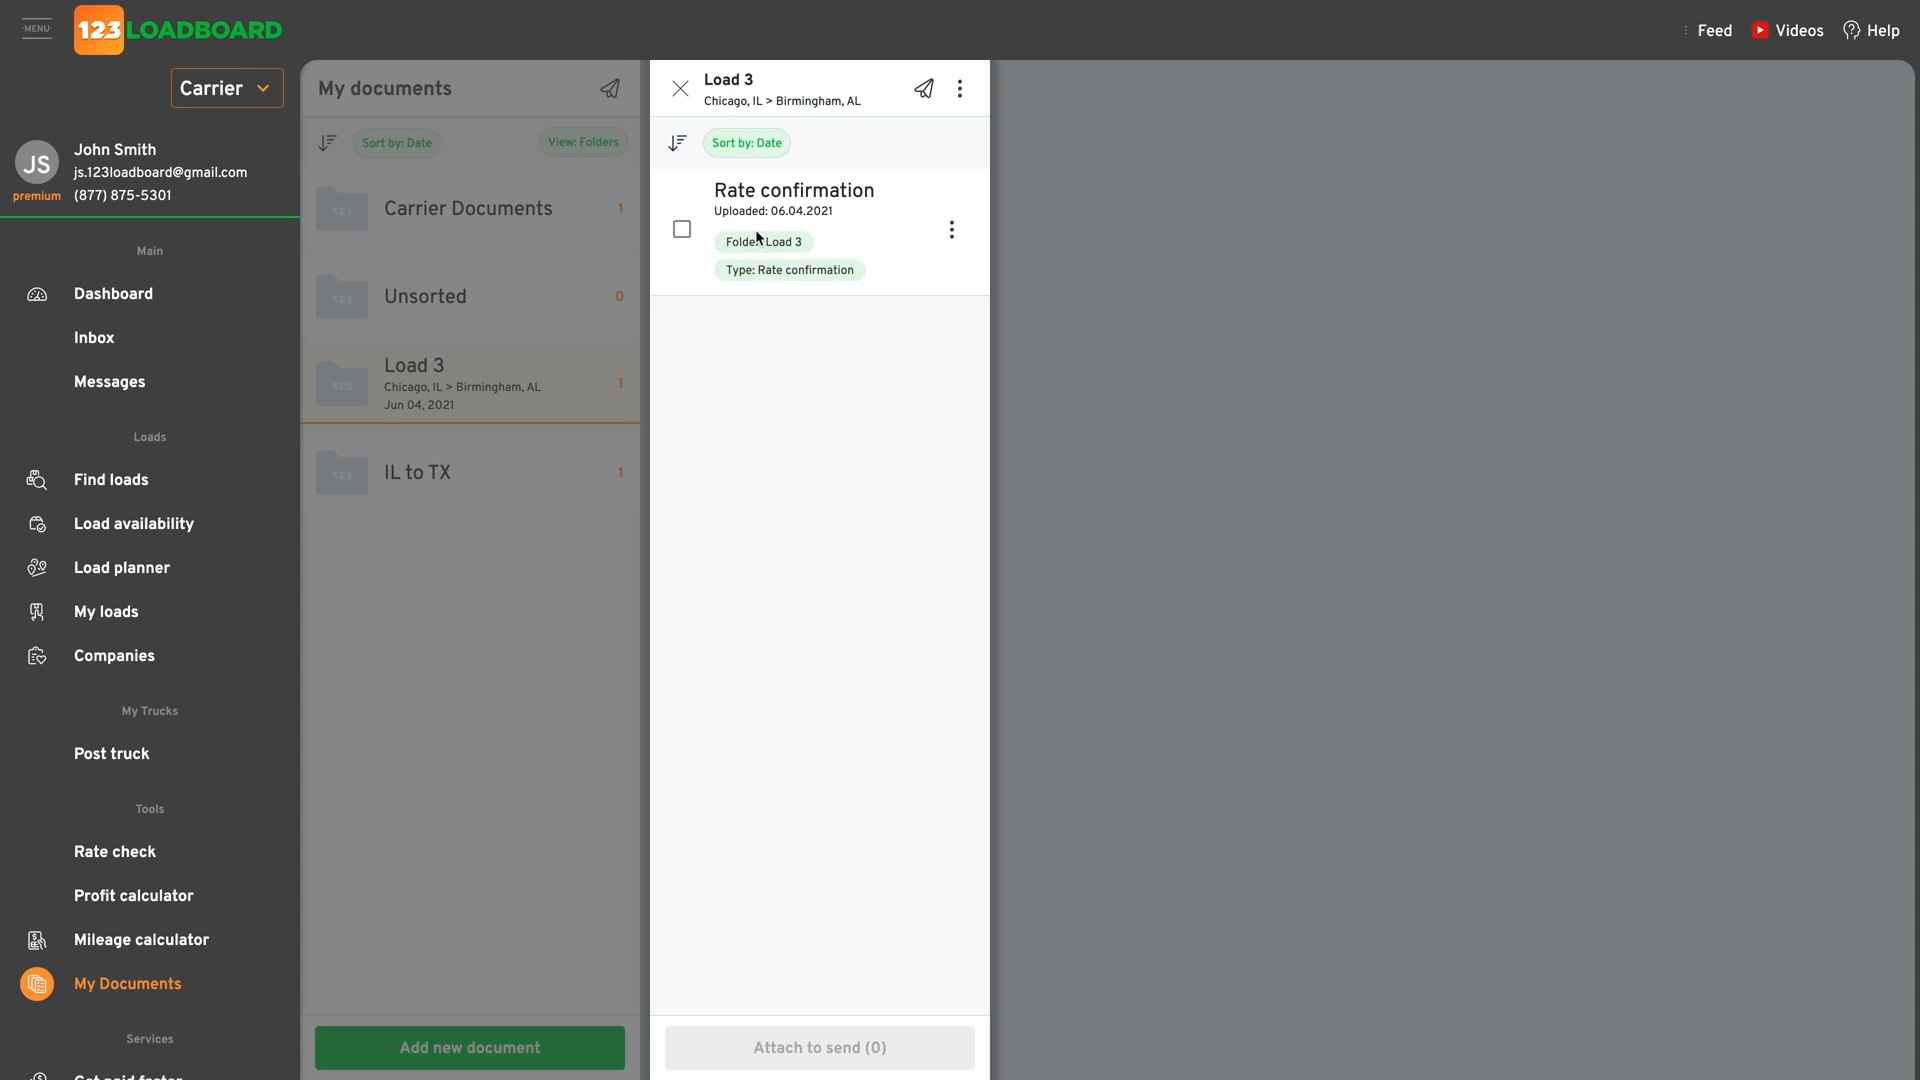 MENU
123LOADBOARD
Feed
Videos
Help
Carrier
JS
premium
John Smith
js.123loadboard@gmail.com
(877) 875-5301
Main
Dashboard
Inbox
Messages
Loads
Find loads
Load availability
Load planner
My loads
Companies
My Trucks
Post truck
Tools
Rate check
Profit calculator
Mileage calculator
My Documents
Services
My documents
Sort by: Date
View: Folders
123
Carrier Documents
1
123
Unsorted
0
123
Load 3
Chicago, IL > Birmingham, AL
Jun 04, 2021
1
123
IL to TX
1
Add new document
Load 3
Chicago, IL > Birmingham, AL
Sort by: Date
Rate confirmation
Uploaded: 06.04.2021
Load 3
Type: Rate confirmation
Attach to send (0)